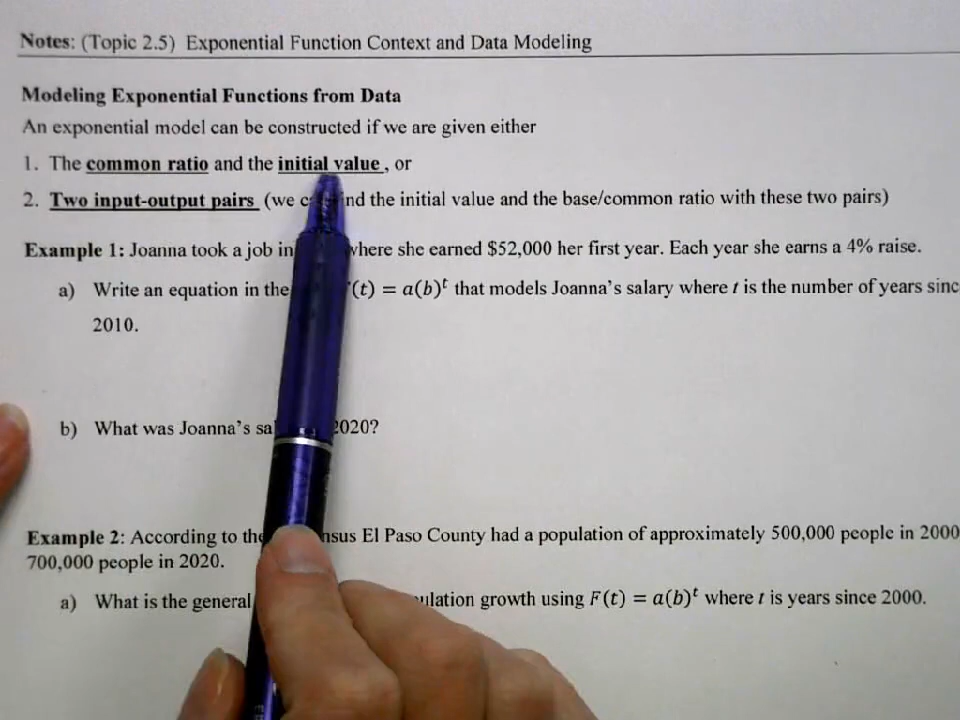 Notes: (Topic 2.5) Exponential Function Context and Data Modeling
Modeling Exponential Functions from Data
An exponential model can be constructed if we are given either
1. The common ratio and the initial value , or
2. Two input-output pairs (we the initial value and the base/common ratio with these two pairs)
Example 1: Joanna took a job in where she earned $52,000 her first year. Each year she earns a 4% raise.
a) Write an equation in the (t) = a(b)^t that models Joanna's salary where t is the number of years
2010.
b) What was Joanna's 2020?
Example 2: According to El Paso County had a population of approximately 500,000 people in 2000
700,000 people in 2020.
a) What is the general growth using F(t) = a(b)^t where t is years since 2000.